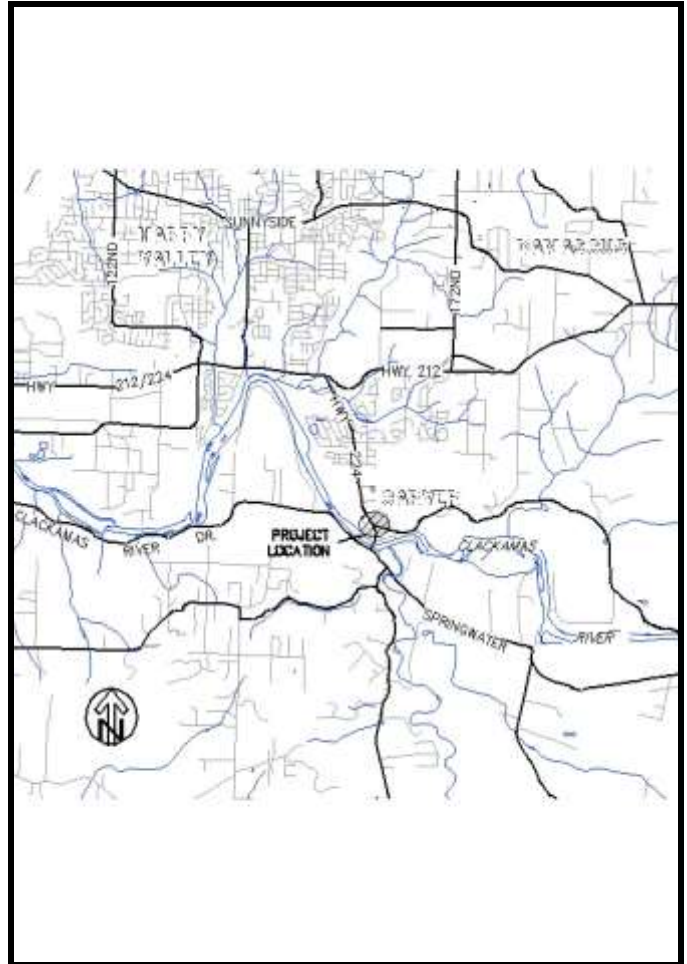 SUNNYSIDE
122ND
172ND
HWY
212/224
HWY. 212
HWY
224
PROJECT
LOCATION
CLACKAMAS
RIVER
DR.
CLACKAMAS
RIVER
SPRINGWATER
N